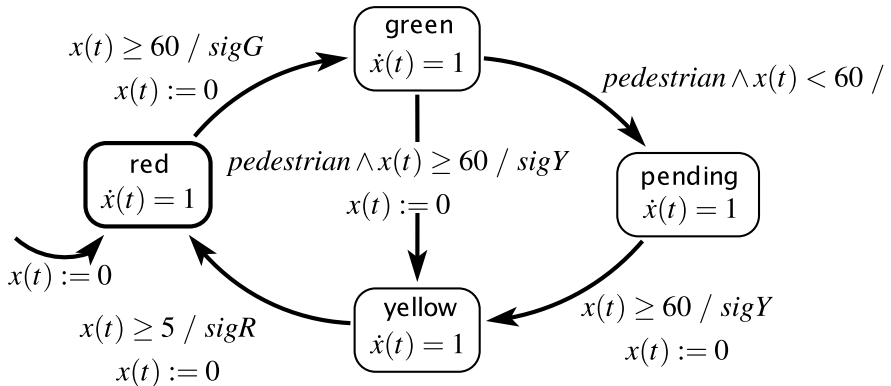 green
ẋ(t) = 1
x(t) ≥ 60 / sigG
x(t) := 0
pedestrian ∧ x(t) < 60 /
red
ẋ(t) = 1
pedestrian ∧ x(t) ≥ 60 / sigY
x(t) := 0
pending
ẋ(t) = 1
x(t) := 0
yellow
ẋ(t) = 1
x(t) ≥ 60 / sigY
x(t) := 0
x(t) ≥ 5 / sigR
x(t) := 0